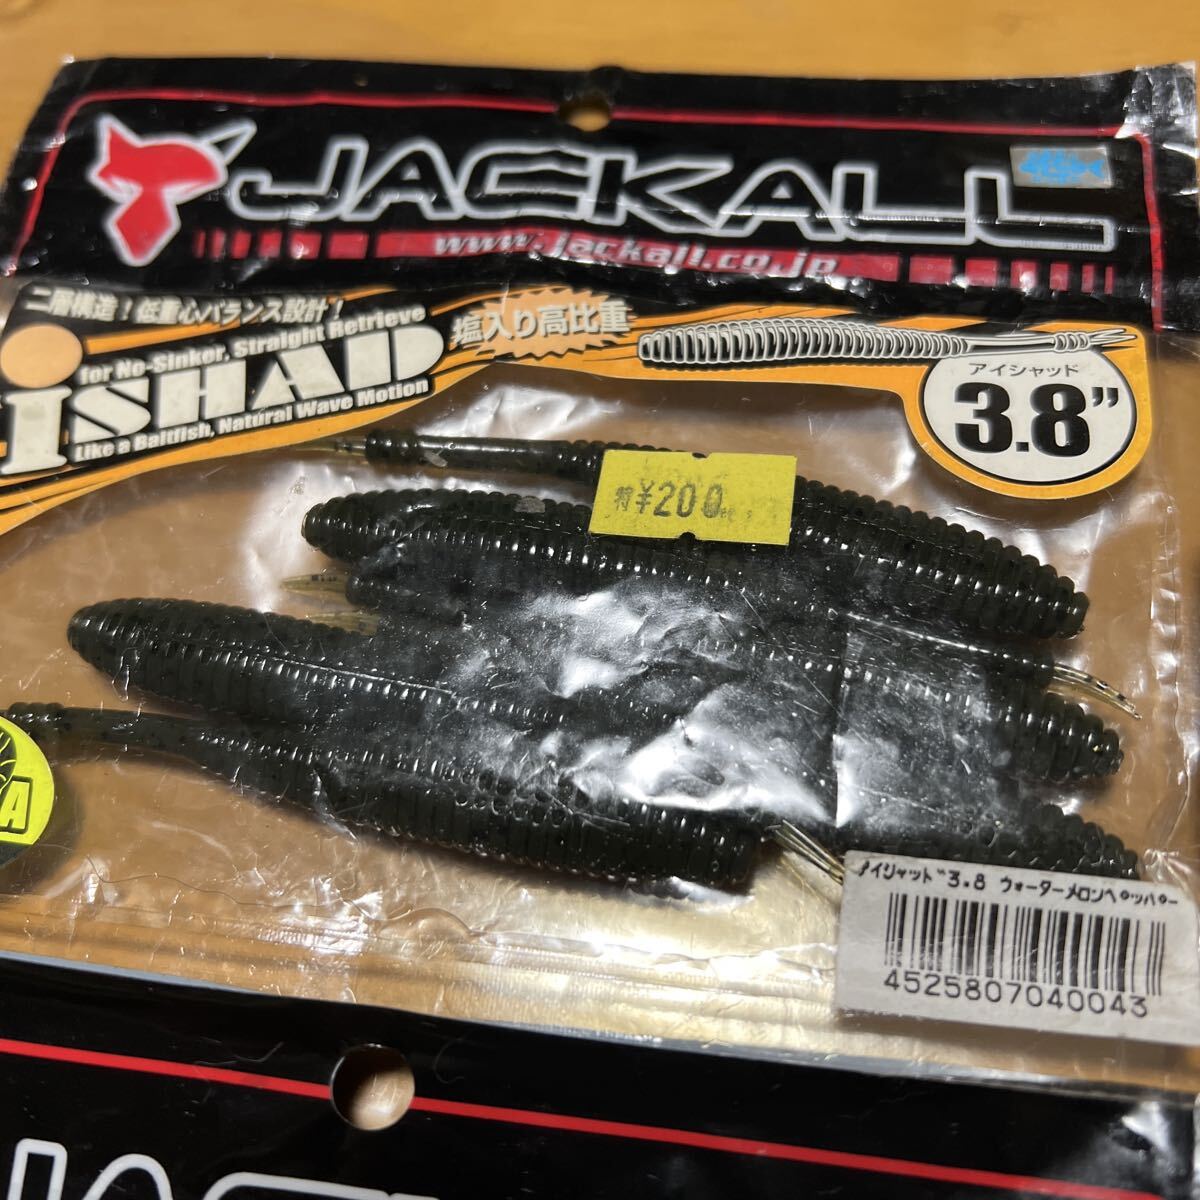 JACKALL
www.jackall.co.jp
二層構造！低重心バランス設計！
for No-Sinker, Straight Retrieve
iSHAD
Like a Baitfish, Natural Wave Motion
塩入り高比重
アイシャッド
3.8”
特 ¥200
アイシャット゛3.8 ウォーターメロンペッパー
4525807040043